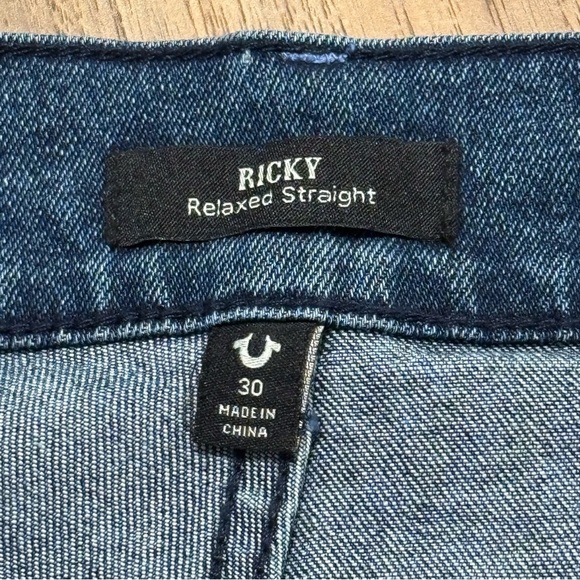 RICKY
Relaxed Straight
30
MADE IN
CHINA